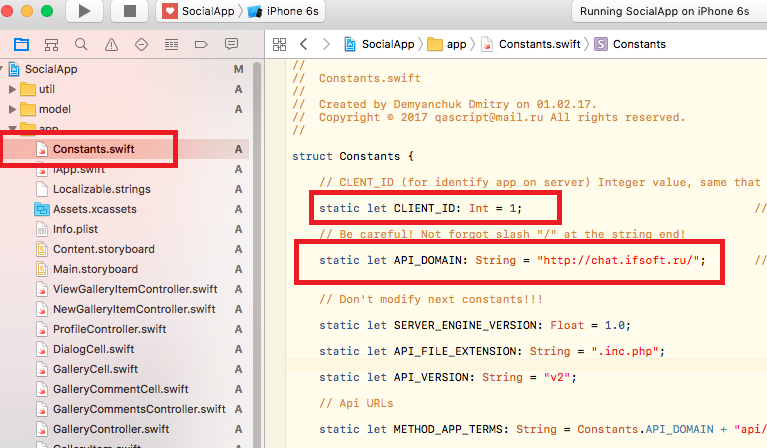 SocialApp
iPhone 6s
Running SocialApp on iPhone 6s
SocialApp
app
Constants.swift
Constants
SocialApp M
util A
model A
app
Constants.swift A
IApp.swift A
Localizable.strings A
Assets.xcassets A
Info.plist A
Content.storyboard A
Main.storyboard A
ViewGalleryItemController.swift A
NewGalleryItemController.swift A
ProfileController.swift A
DialogCell.swift A
GalleryCell.swift A
GalleryCommentCell.swift A
GalleryCommentsController.swift A
GalleryController.swift A
//
// Constants.swift
//
// Created by Demyanchuk Dmitry on 01.02.17.
// Copyright © 2017 qascript@mail.ru All rights reserved.
//
struct Constants {
// CLENT_ID (for identify app on server) Integer value, same that
static let CLIENT_ID: Int = 1; //
// Be careful! Not forgot slash "/" at the string end!
static let API_DOMAIN: String = "http://chat.ifsoft.ru/"; //
// Don't modify next constants!!!
static let SERVER_ENGINE_VERSION: Float = 1.0;
static let API_FILE_EXTENSION: String = ".inc.php";
static let API_VERSION: String = "v2";
// Api URLs
static let METHOD_APP_TERMS: String = Constants.API_DOMAIN + "api/